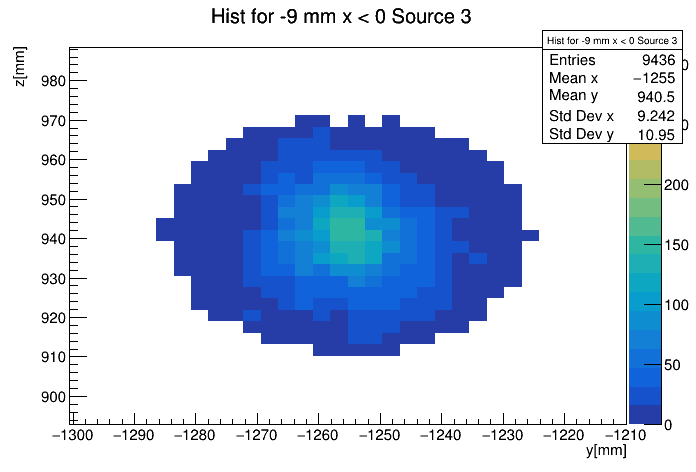 Hist for -9 mm x < 0 Source 3
z[mm]
Hist for -9 mm x < 0 Source 3
Entries 9436
Mean x −1255
Mean y 940.5
Std Dev x 9.242
Std Dev y 10.95
980
970
960
950
940
930
920
910
900
200
150
100
50
0
−1300 −1290 −1280 −1270 −1260 −1250 −1240 −1230 −1220 −1210
y[mm]